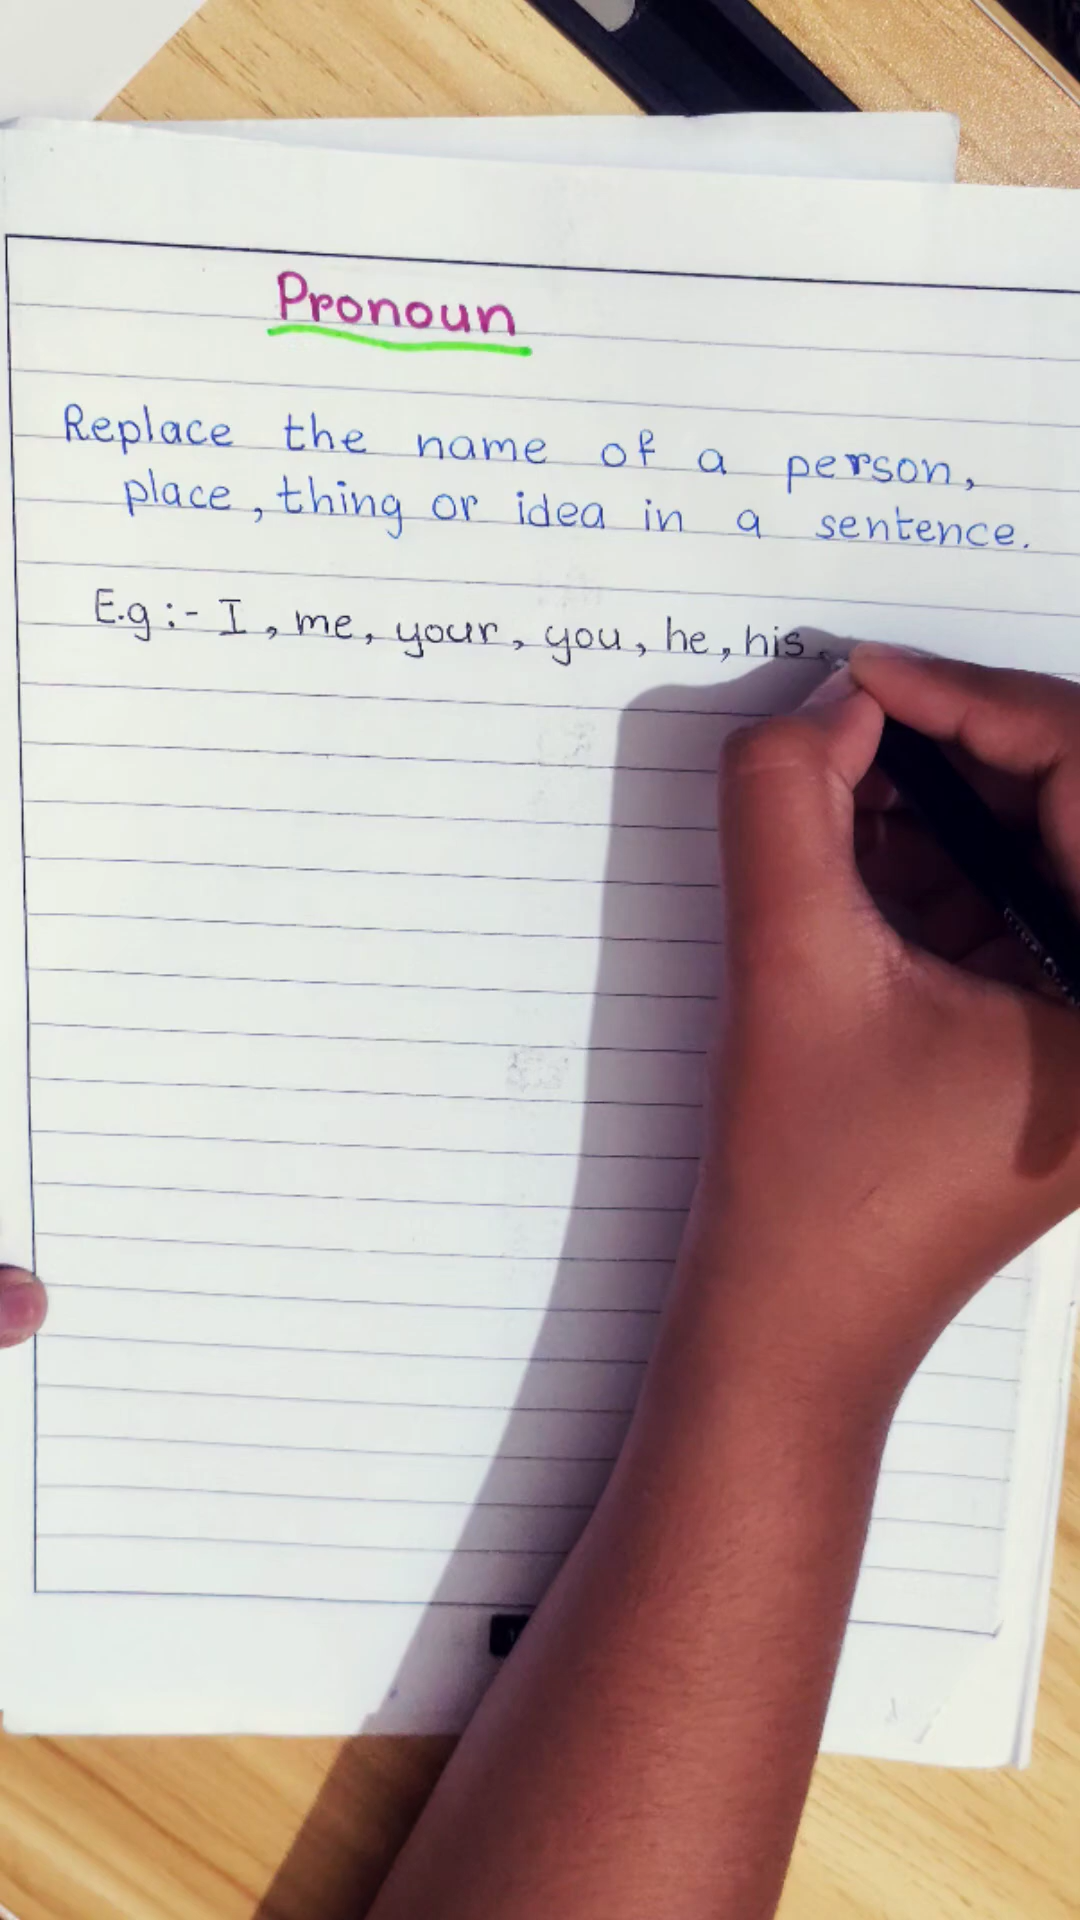 Pronoun
Replace the name of a person,
place, thing or idea in a sentence.
E.g :- I, me, your, you, he, his,